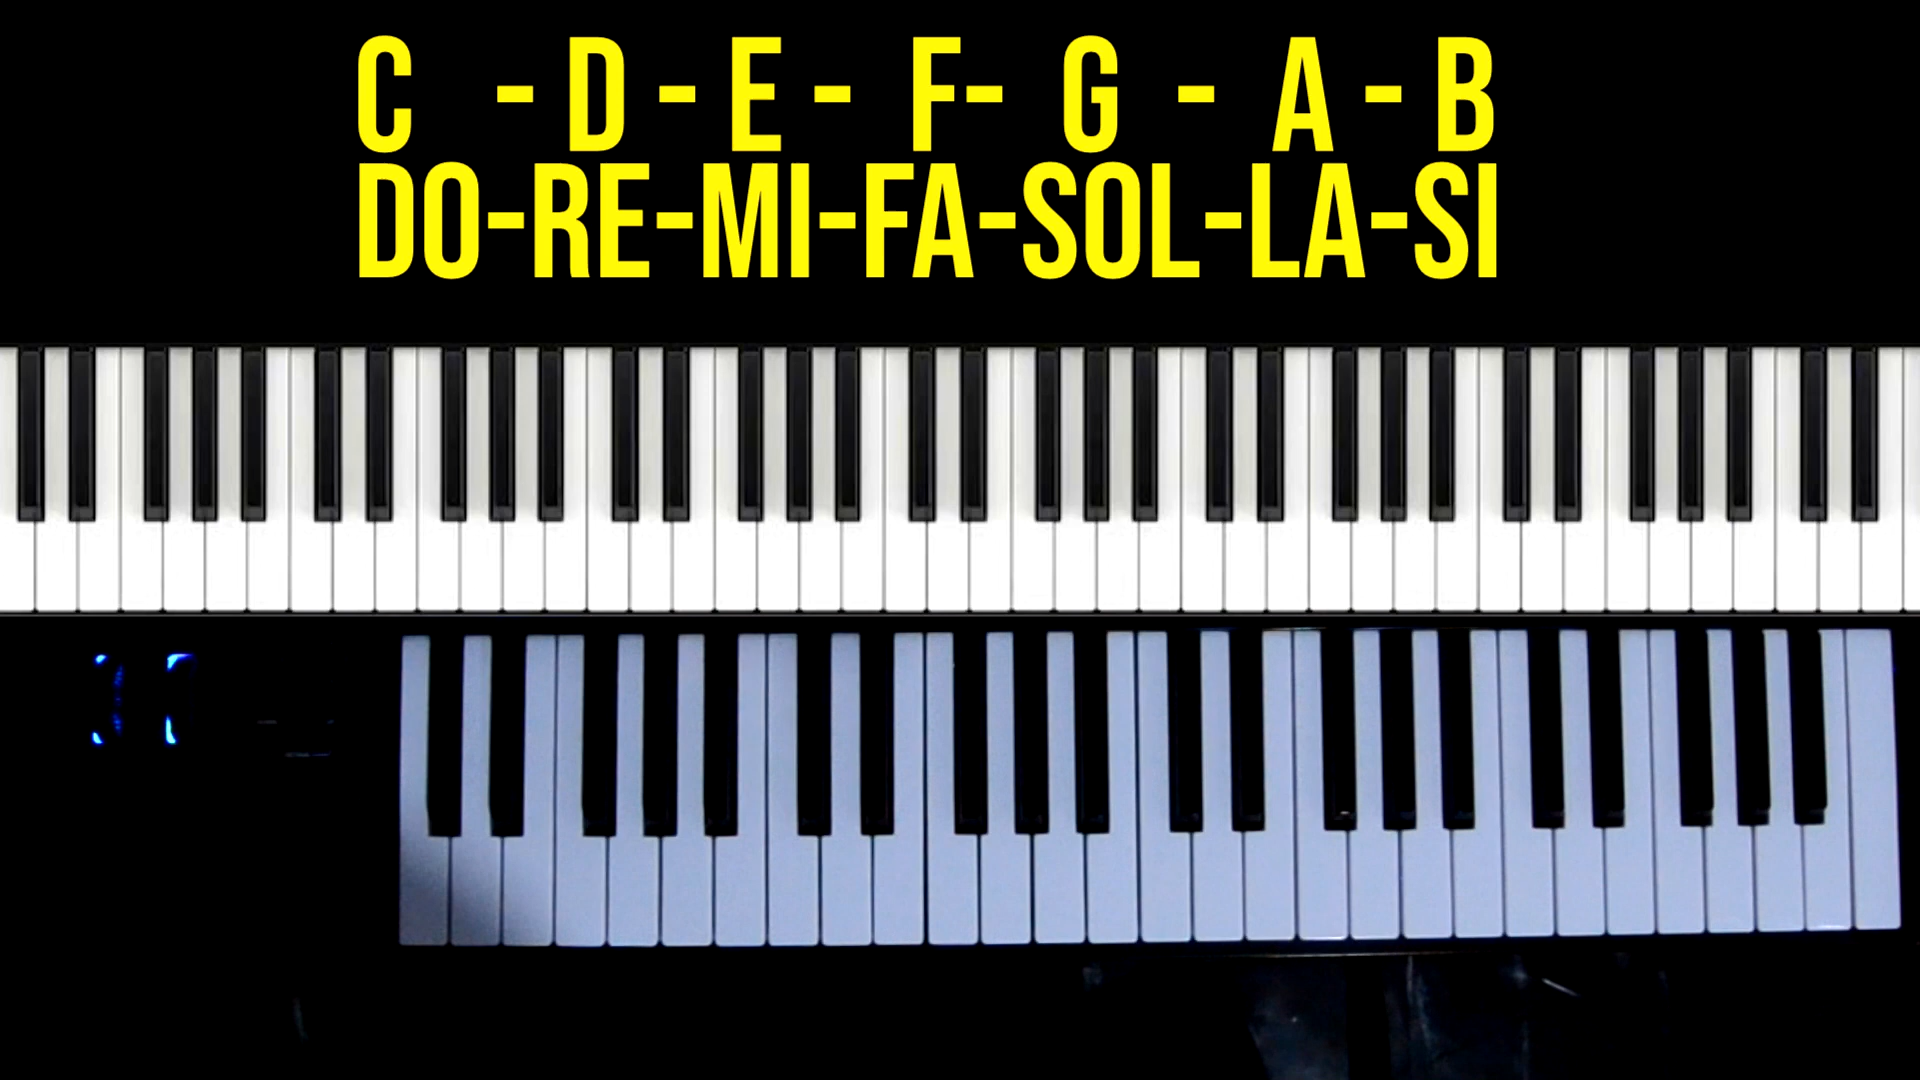 C - D - E - F- G - A - B
DO-RE-MI-FA-SOL-LA-SI